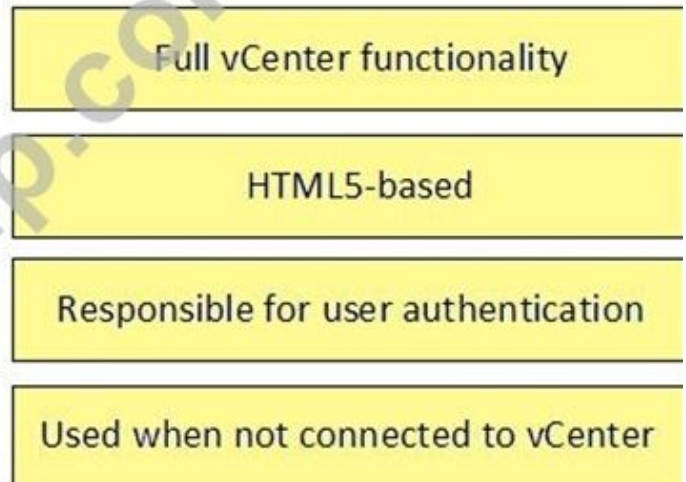 Full vCenter functionality
HTML5-based
Responsible for user authentication
Used when not connected to vCenter